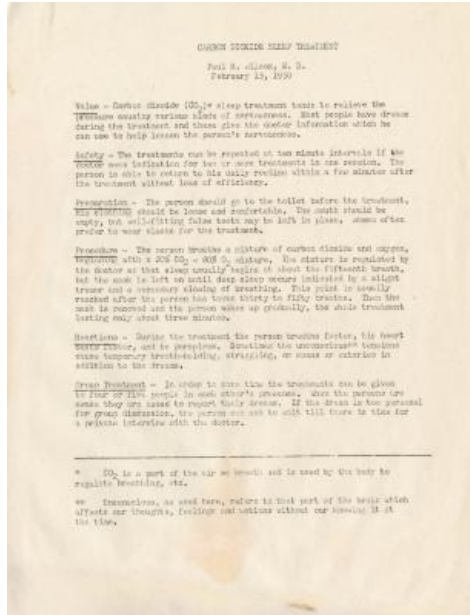 CARBON DIOXIDE SLEEP TREATMENT
Paul H. Wilson, M. D.
February 15, 1950
Value - Carbon dioxide (CO2)* sleep treatment tends to relieve the
pressure causing various kinds of nervousness. Most people have dreams
during the treatment and these give the doctor information which he
can use to help lessen the person's nervousness.
Safety - The treatments can be repeated at ten minute intervals if the
doctor sees indication for two or more treatments in one session. The
person is able to return to his daily routine within a few minutes after
the treatment without loss of efficiency.
Preparation - The person should go to the toilet before the treatment.
His clothing should be loose and comfortable. The mouth should be
empty, but well-fitting false teeth may be left in place. Women often
prefer to wear slacks for the treatment.
Procedure - The person breathes a mixture of carbon dioxide and oxygen,
beginning with a 20% CO2 + 80% O2 mixture. The mixture is regulated by
the doctor so that sleep usually begins at about the fifteenth breath,
but the mask is left on until deep sleep occurs indicated by a slight
tremor and a temporary slowing of breathing. This point is usually
reached after the person has taken thirty to fifty breaths. Then the
mask is removed and the person wakes up gradually, the whole treatment
lasting only about three minutes.
Reactions - During the treatment the person breathes faster, his heart
beats faster, and he perspires. Sometimes the unconscious** tensions
cause temporary breath-holding, struggling, or or in
addition to the dreams.
Group Treatment - In order to save time the treatments can be given
to four or five people in each other's presence. When the persons are
awake they are asked to report their dreams. If the dream is too personal
for group discussion, the person can ask to wait till there is time for
a private interview with the doctor.
* CO2 is a part of the air we breath and is used by the body to
regulate breathing, etc.
** Unconscious, as used here, refers to that part of the brain which
affects our thoughts, feelings and actions without our knowing it at
the time.